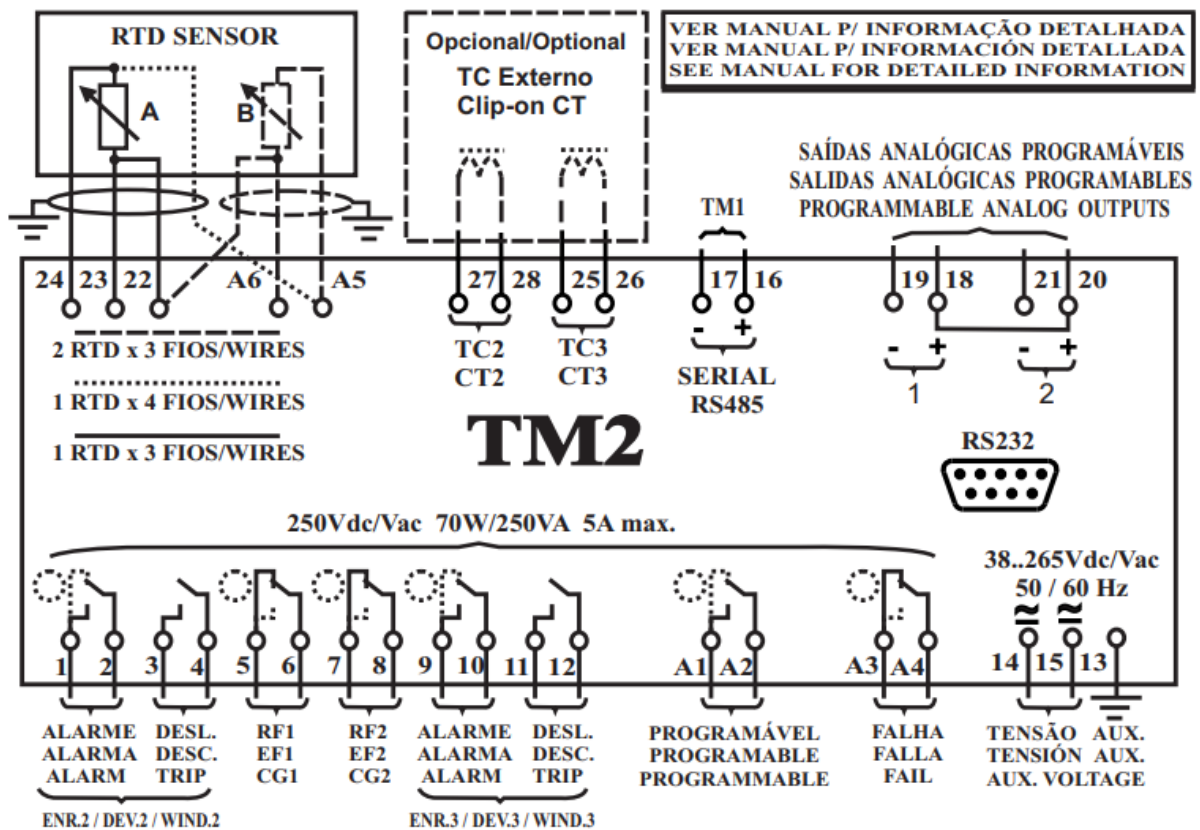 RTD SENSOR
A
B
Opcional/Optional
TC Externo
Clip-on CT
VER MANUAL P/ INFORMAÇÃO DETALHADA
VER MANUAL P/ INFORMACIÓN DETALLADA
SEE MANUAL FOR DETAILED INFORMATION
SAÍDAS ANALÓGICAS PROGRAMÁVEIS
SALIDAS ANALÓGICAS PROGRAMABLES
PROGRAMMABLE ANALOG OUTPUTS
TM1
24 23 22 A6 A5 27 28 25 26 17 16 19 18 21 20
- + - + - +
2 RTD x 3 FIOS/WIRES
1 RTD x 4 FIOS/WIRES
1 RTD x 3 FIOS/WIRES
TC2 TC3
CT2 CT3
SERIAL
RS485
1 2
TM2
RS232
250Vdc/Vac 70W/250VA 5A max.
38..265Vdc/Vac
50 / 60 Hz
1 2 3 4 5 6 7 8 9 10 11 12 A1 A2 A3 A4 14 15 13
ALARME DESL. RF1 RF2 ALARME DESL. PROGRAMÁVEL FALHA TENSÃO AUX.
ALARMA DESC. EF1 EF2 ALARMA DESC. PROGRAMABLE FALLA TENSIÓN AUX.
ALARM TRIP CG1 CG2 ALARM TRIP PROGRAMMABLE FAIL AUX. VOLTAGE
ENR.2 / DEV.2 / WIND.2 ENR.3 / DEV.3 / WIND.3